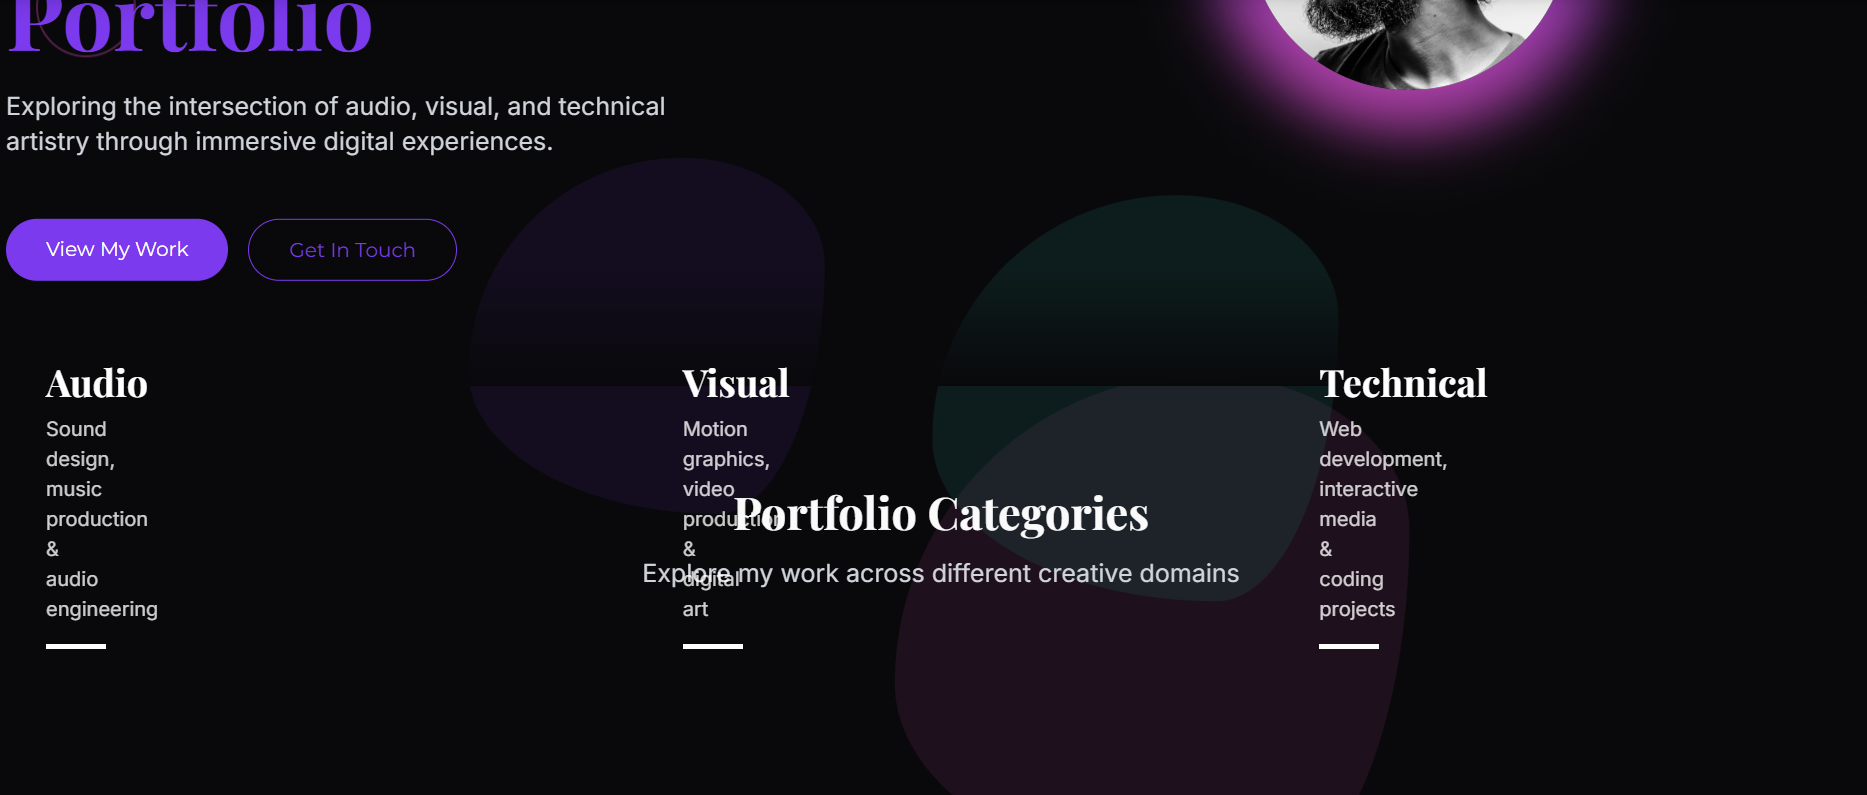 Portfolio
Exploring the intersection of audio, visual, and technical
artistry through immersive digital experiences.
View My Work
Get In Touch
Audio
Sound
design,
music
production
&
audio
engineering
Visual
Motion
graphics,
video
production
&
digital
art
Portfolio Categories
Explore my work across different creative domains
Technical
Web
development,
interactive
media
&
coding
projects